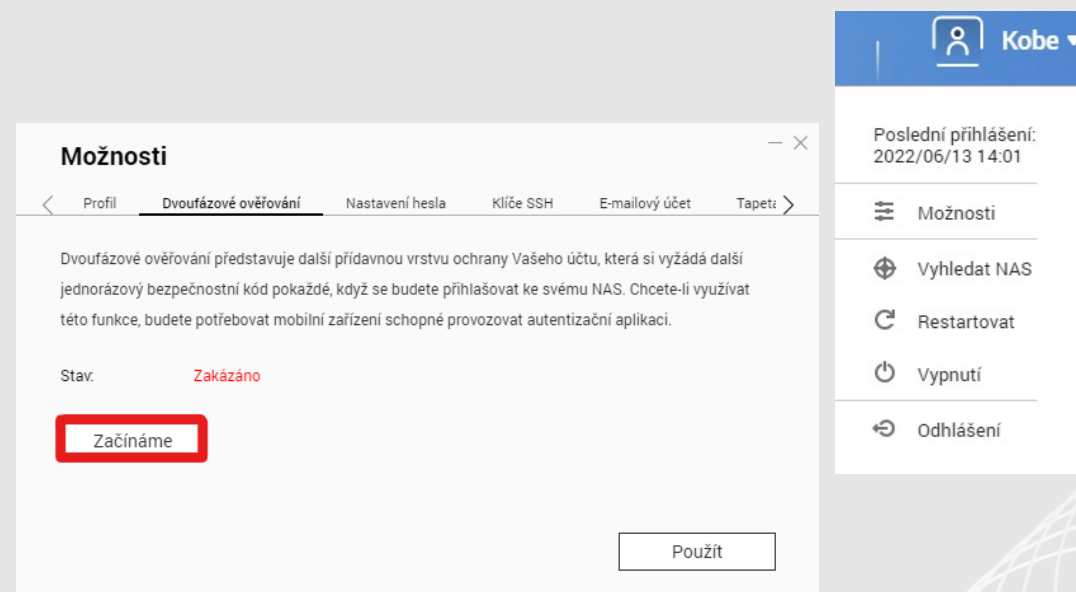 Možnosti
Profil
Dvoufázové ověřování
Nastavení hesla
Klíče SSH
E-mailový účet
Tapeta
Dvoufázové ověřování představuje další přídavnou vrstvu ochrany Vašeho účtu, která si vyžádá další
jednorázový bezpečnostní kód pokaždé, když se budete přihlašovat ke svému NAS. Chcete-li využívat
této funkce, budete potřebovat mobilní zařízení schopné provozovat autentizační aplikaci.
Stav: Zakázáno
Začínáme
Použít
Kobe
Poslední přihlášení:
2022/06/13 14:01
Možnosti
Vyhledat NAS
Restartovat
Vypnutí
Odhlášení